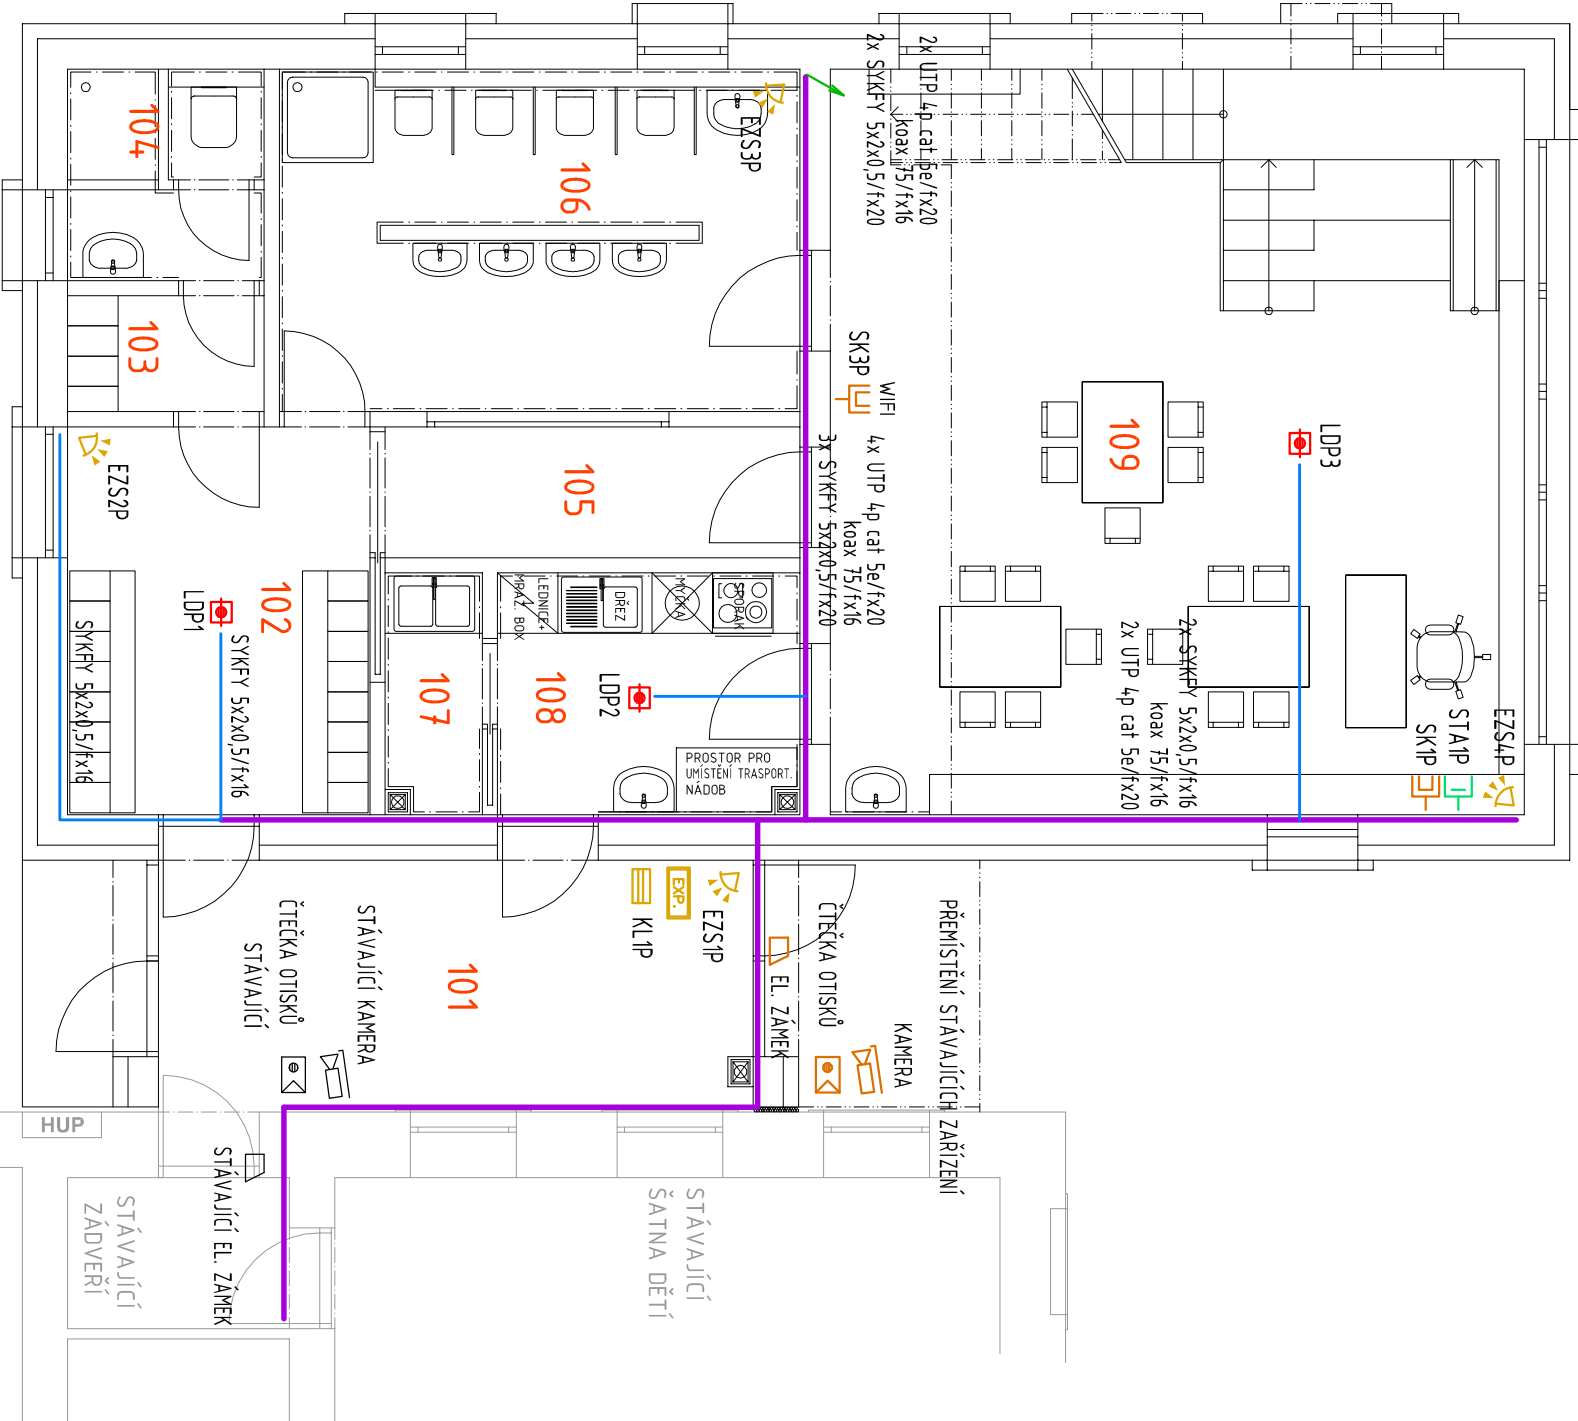 2x UTP 4p cat 5e/fx20
koax 75/fx16
2x SYKFY 5x2x0,5/fx20
EZS3P
104
106
103
SK3P
WIFI
4x UTP 4p cat 5e/fx20
koax 75/fx16
3x SYKFY 5x2x0,5/fx20
109
LDP3
EZS2P
105
102
LDP1
SYKFY 5x2x0,5/fx16
SYKFY 5x2x0,5/fx16
LEDNICE+
MRAZ. BOX
DŘEZ
MYČKA
SPORÁK
107
108
LDP2
PROSTOR PRO
UMÍSTĚNÍ TRASPORT.
NÁDOB
2x SYKFY 5x2x0,5/fx16
koax 75/fx16
2x UTP 4p cat 5e/fx20
EZS4P
STA1P
SK1P
EXP.
KL1P
EZS1P
101
STÁVAJÍCÍ KAMERA
ČTEČKA OTISKŮ
STÁVAJÍCÍ
EL. ZÁMEK
ČTEČKA OTISKŮ
KAMERA
PŘEMÍSTĚNÍ STÁVAJÍCÍCH ZAŘÍZENÍ
HUP
STÁVAJÍCÍ EL. ZÁMEK
STÁVAJÍCÍ
ZÁDVEŘÍ
STÁVAJÍCÍ
ŠATNA DĚTÍ